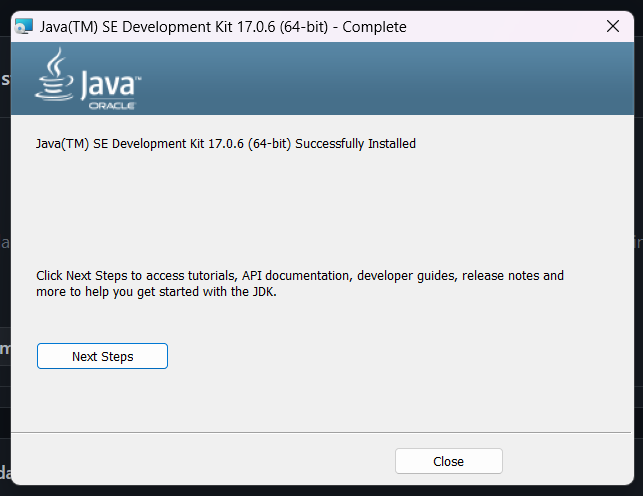 Java(TM) SE Development Kit 17.0.6 (64-bit) - Complete
Java™
ORACLE
Java(TM) SE Development Kit 17.0.6 (64-bit) Successfully Installed
Click Next Steps to access tutorials, API documentation, developer guides, release notes and
more to help you get started with the JDK.
Next Steps
Close